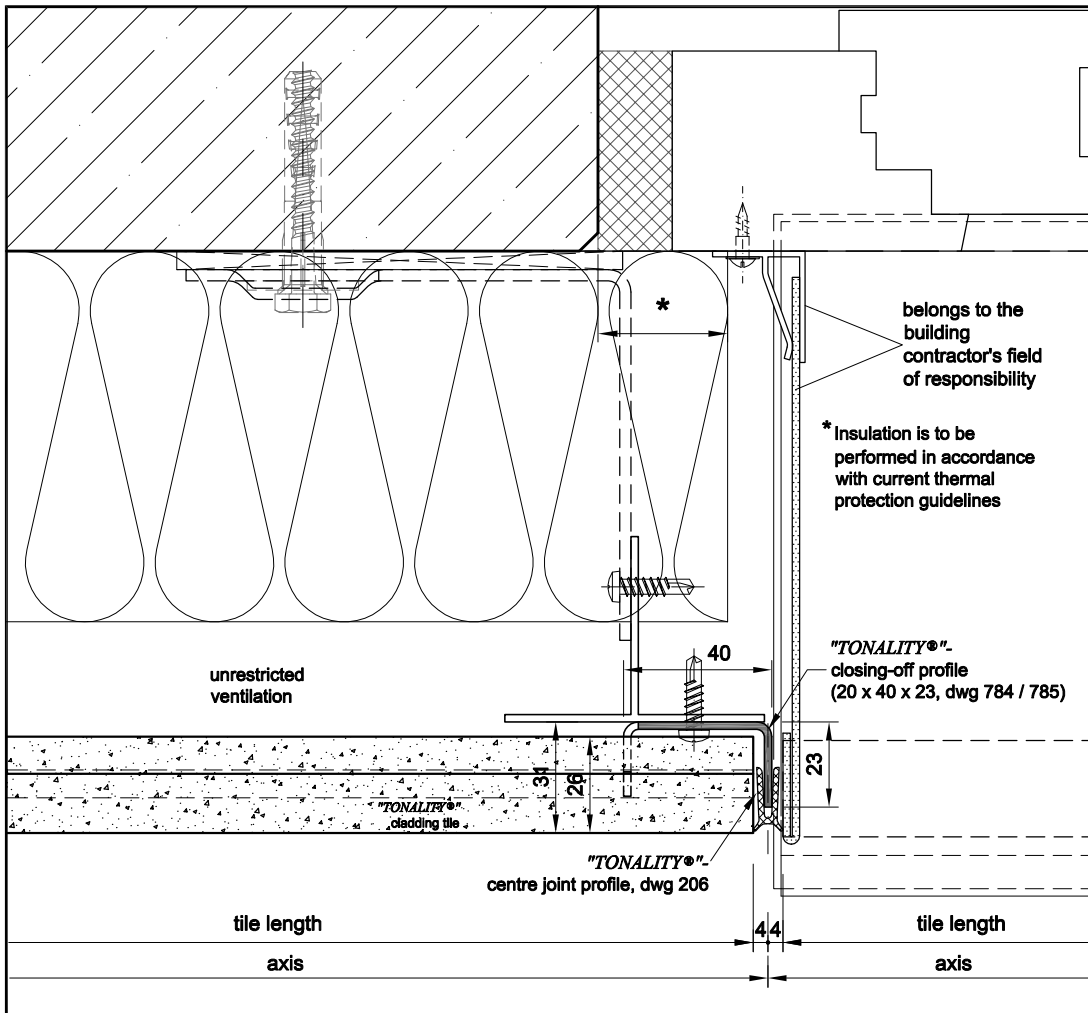 *
belongs to the
building
contractor's field
of responsibility
* Insulation is to be
performed in accordance
with current thermal
protection guidelines
40
"TONALITY®"-
closing-off profile
(20 x 40 x 23, dwg 784 / 785)
unrestricted
ventilation
31
26
23
"TONALITY®"
cladding tile
"TONALITY®"-
centre joint profile, dwg 206
tile length
4
4
tile length
axis
axis